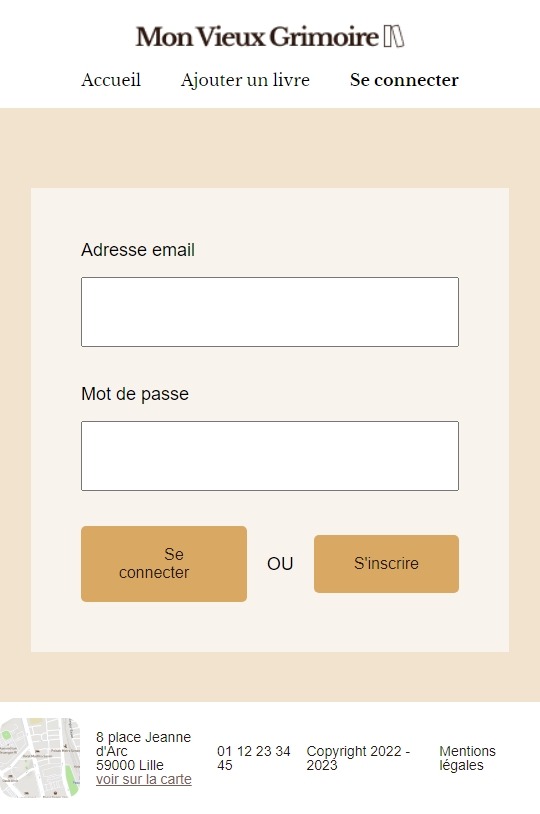 Mon Vieux Grimoire
Accueil
Ajouter un livre
Se connecter
Adresse email
Mot de passe
Se
connecter
OU
S'inscrire
8 place Jeanne
d'Arc
59000 Lille
voir sur la carte
01 12 23 34
45
Copyright 2022 -
2023
Mentions
légales